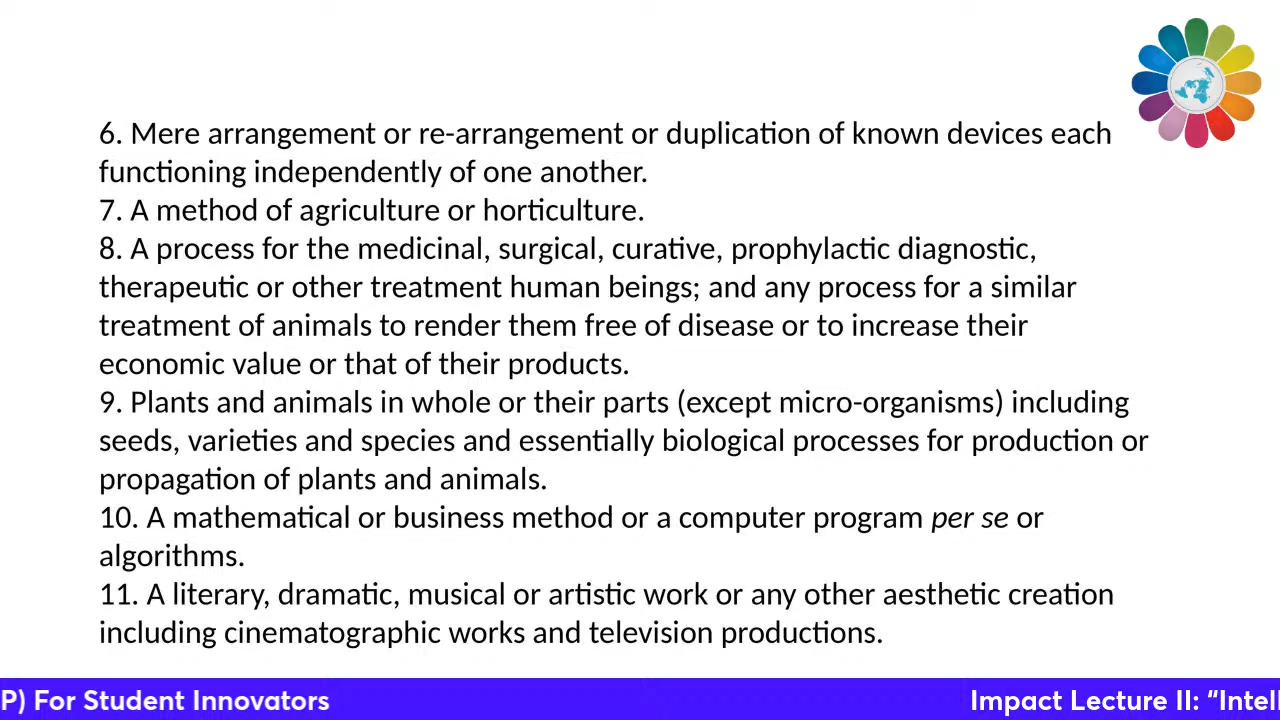 6. Mere arrangement or re-arrangement or duplication of known devices each
functioning independently of one another.
7. A method of agriculture or horticulture.
8. A process for the medicinal, surgical, curative, prophylactic diagnostic,
therapeutic or other treatment human beings; and any process for a similar
treatment of animals to render them free of disease or to increase their
economic value or that of their products.
9. Plants and animals in whole or their parts (except micro-organisms) including
seeds, varieties and species and essentially biological processes for production or
propagation of plants and animals.
10. A mathematical or business method or a computer program per se or
algorithms.
11. A literary, dramatic, musical or artistic work or any other aesthetic creation
including cinematographic works and television productions.
P) For Student Innovators
Impact Lecture II: “Intell